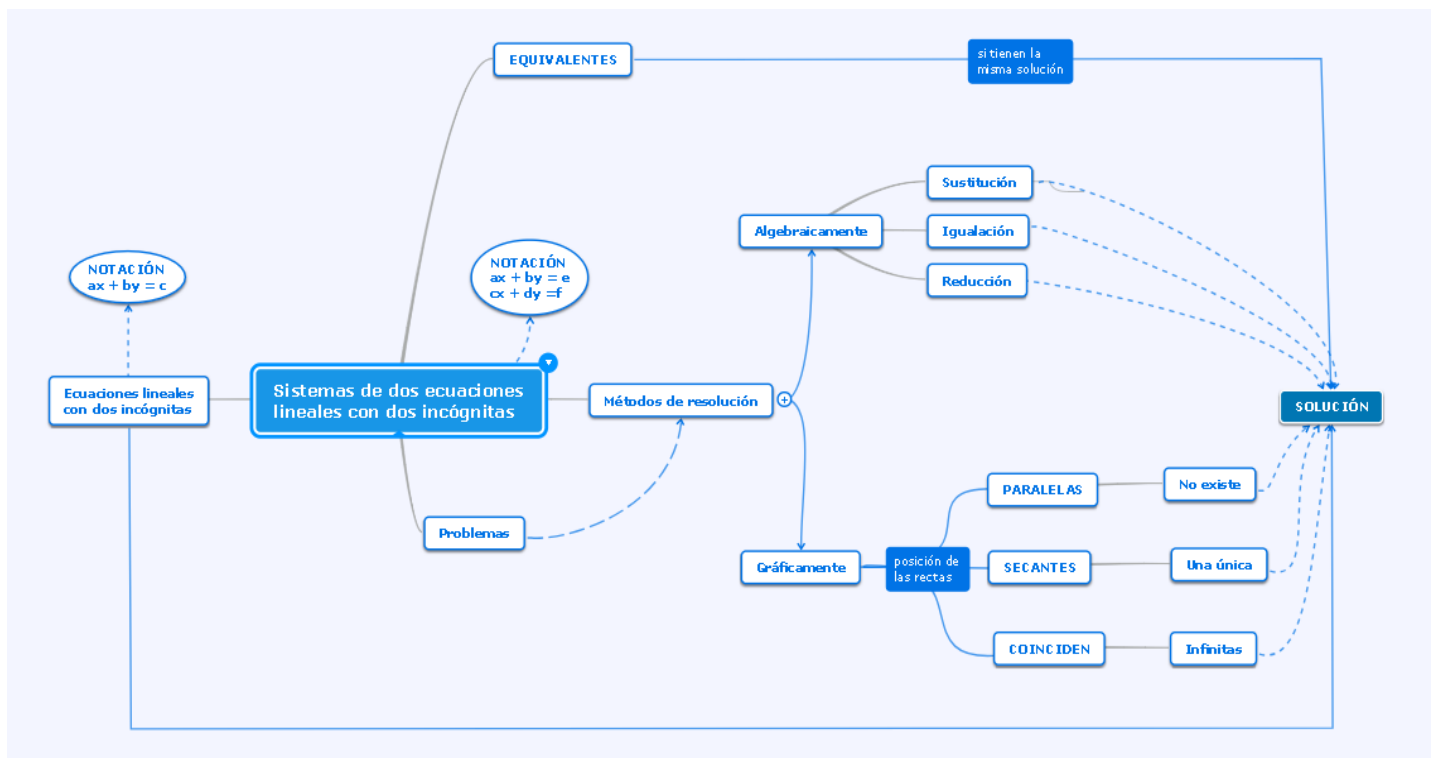 EQUIVALENTES
si tienen la
misma solución
Sustitución
Algebraicamente
Igualación
Reducción
NOTACIÓN
ax + by = c
NOTACIÓN
ax + by = e
cx + dy =f
Ecuaciones lineales
con dos incógnitas
Sistemas de dos ecuaciones
lineales con dos incógnitas
Métodos de resolución
SOLUCIÓN
Problemas
Gráficamente
posición de
las rectas
PARALELAS
No existe
SECANTES
Una única
COINCIDEN
Infinitas